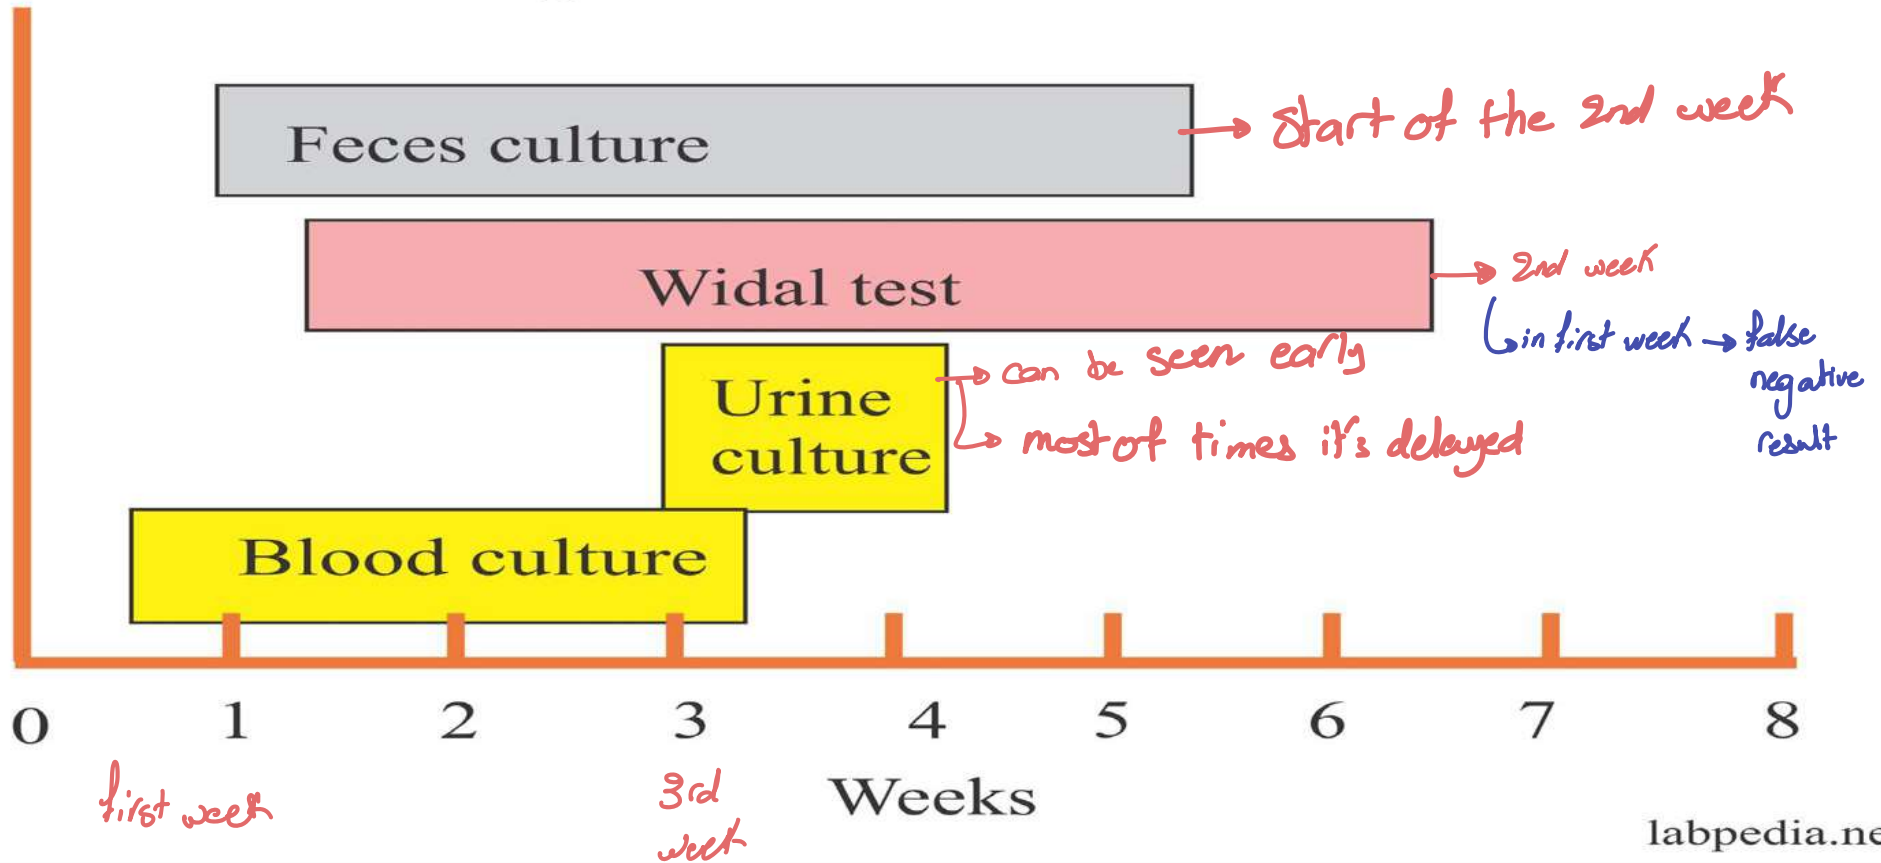 Feces culture
start of the 2nd week
Widal test
2nd week
in first week → false
negative
result
Urine
culture
can be seen early
most of times it's delayed
Blood culture
0 1 2 3 4 5 6 7 8
first week
3rd
week
Weeks
labpedia.ne